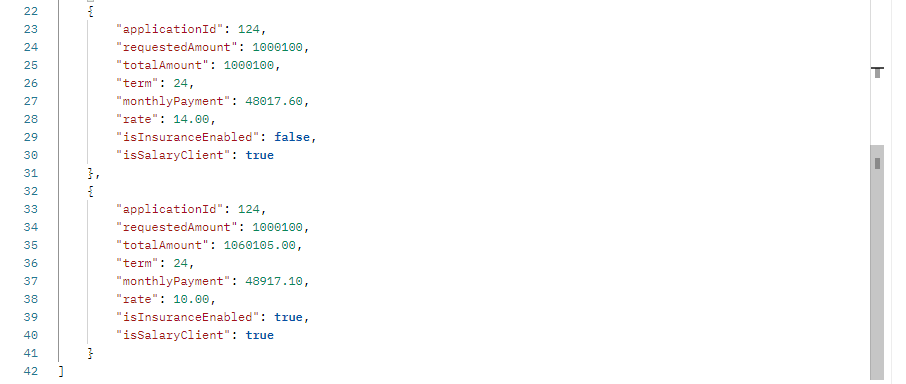 22 {
23 "applicationId": 124,
24 "requestedAmount": 1000100,
25 "totalAmount": 1000100,
26 "term": 24,
27 "monthlyPayment": 48017.60,
28 "rate": 14.00,
29 "isInsuranceEnabled": false,
30 "isSalaryClient": true
31 },
32 {
33 "applicationId": 124,
34 "requestedAmount": 1000100,
35 "totalAmount": 1060105.00,
36 "term": 24,
37 "monthlyPayment": 48917.10,
38 "rate": 10.00,
39 "isInsuranceEnabled": true,
40 "isSalaryClient": true
41 }
42 ]